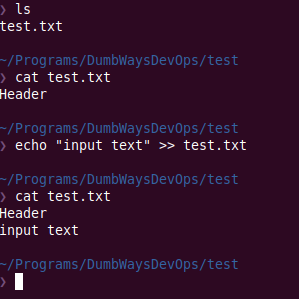 ❯ ls
test.txt
~/Programs/DumbWaysDevOps/test
❯ cat test.txt
Header
~/Programs/DumbWaysDevOps/test
❯ echo "input text" >> test.txt
~/Programs/DumbWaysDevOps/test
❯ cat test.txt
Header
input text
~/Programs/DumbWaysDevOps/test
❯